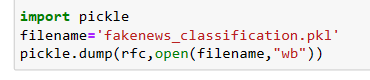 import pickle
filename='fakenews_classification.pkl'
pickle.dump(rfc,open(filename,"wb"))